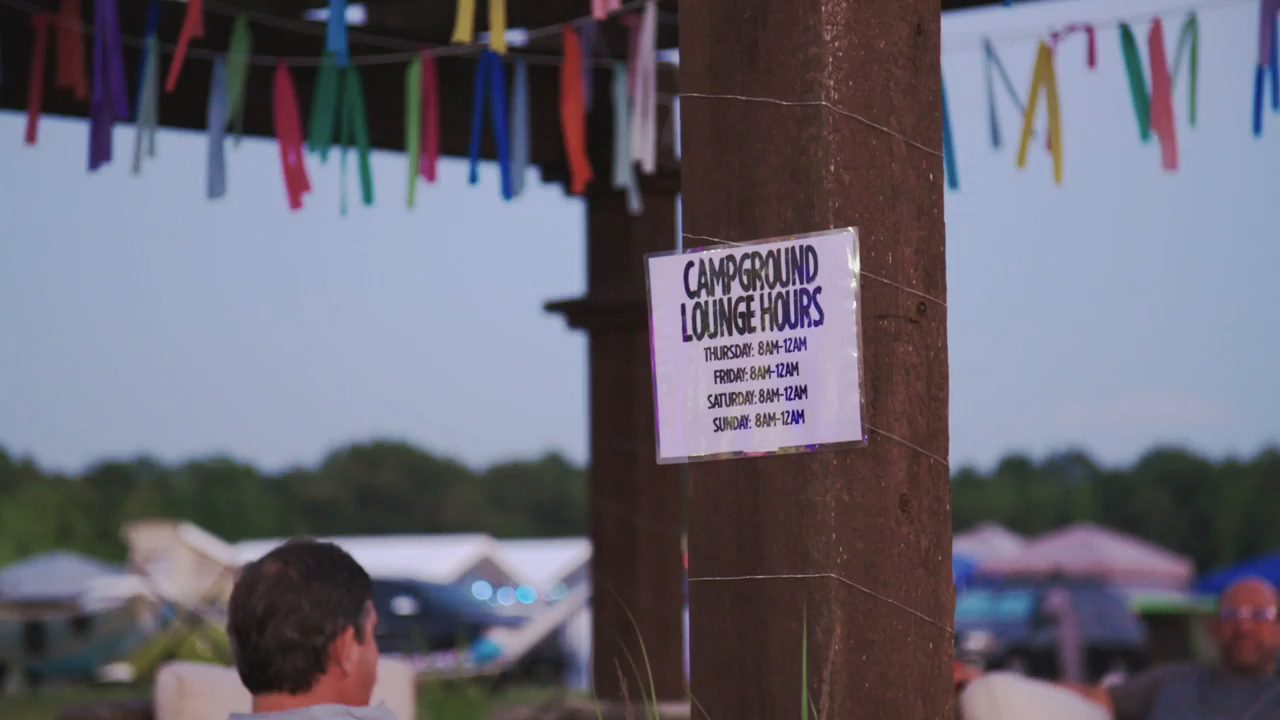 CAMPGROUND
LOUNGE HOURS
THURSDAY: 8AM-12AM
FRIDAY: 8AM-12AM
SATURDAY: 8AM-12AM
SUNDAY: 8AM-12AM